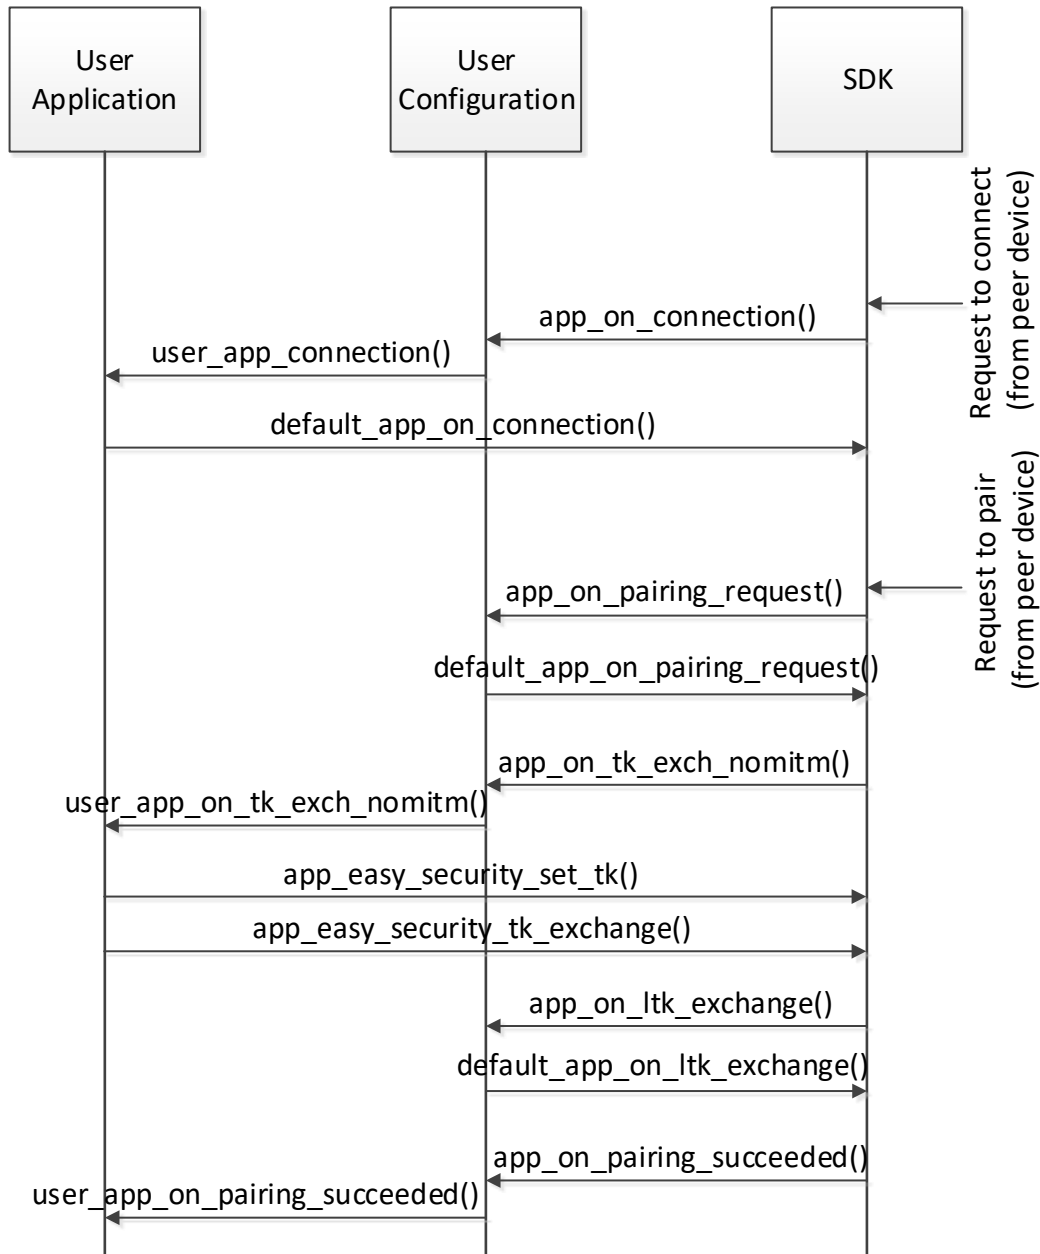 User
Application
User
Configuration
SDK
Request to connect
(from peer device)
app_on_connection()
user_app_connection()
default_app_on_connection()
Request to pair
(from peer device)
app_on_pairing_request()
default_app_on_pairing_request()
app_on_tk_exch_nomitm()
user_app_on_tk_exch_nomitm()
app_easy_security_set_tk()
app_easy_security_tk_exchange()
app_on_ltk_exchange()
default_app_on_ltk_exchange()
app_on_pairing_succeeded()
user_app_on_pairing_succeeded()